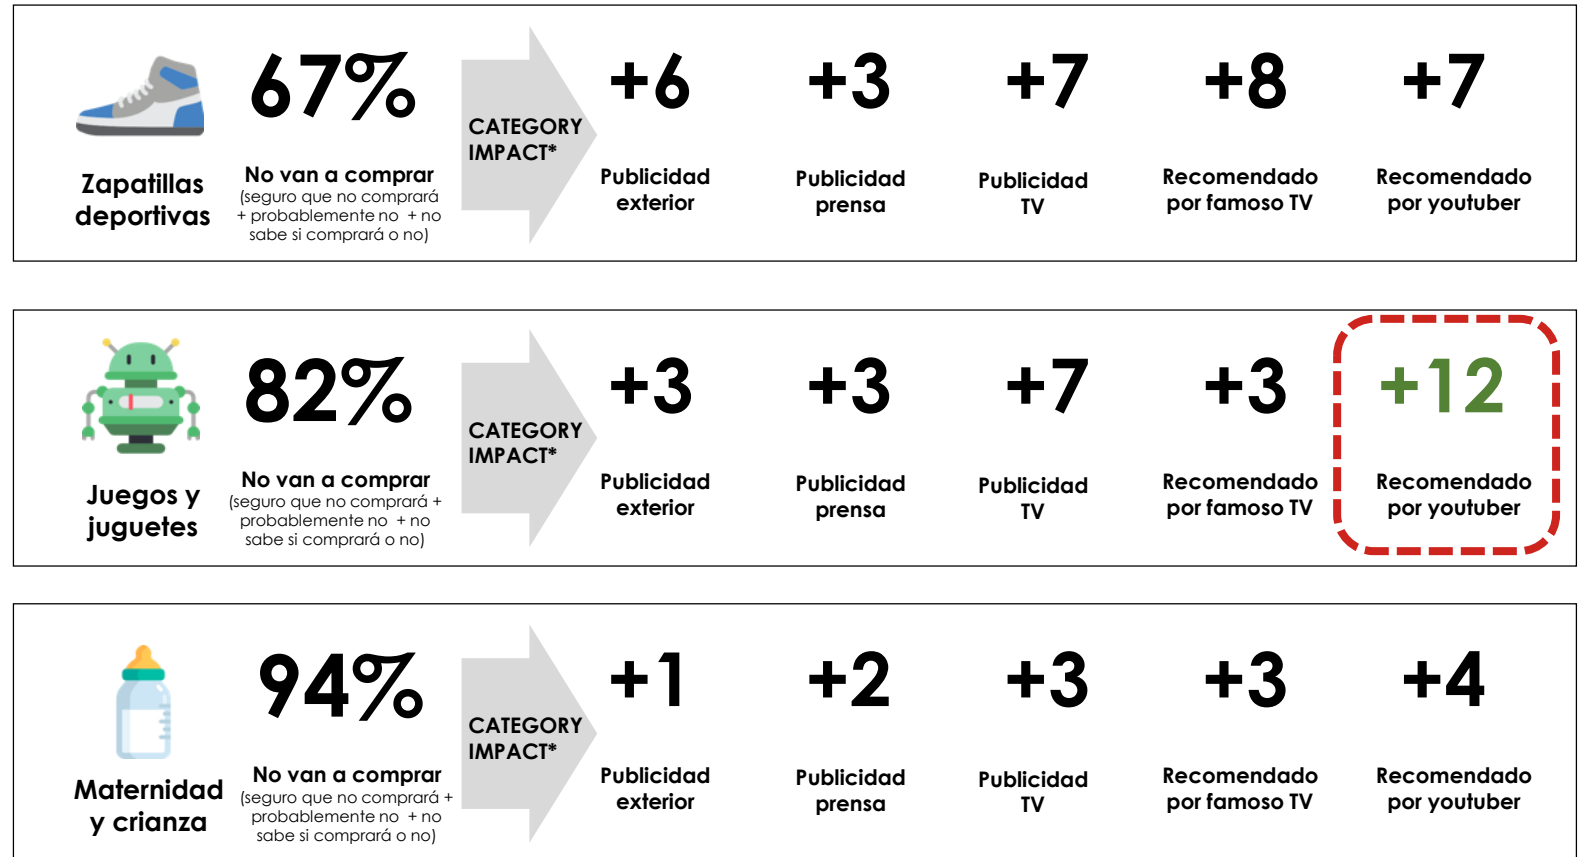 67%
+6
+3
+7
+8
+7
CATEGORY
IMPACT*
Zapatillas
deportivas
No van a comprar
(seguro que no comprará
+ probablemente no + no
sabe si comprará o no)
Publicidad
exterior
Publicidad
prensa
Publicidad
TV
Recomendado
por famoso TV
Recomendado
por youtuber
82%
+3
+3
+7
+3
+12
CATEGORY
IMPACT*
Juegos y
juguetes
No van a comprar
(seguro que no comprará +
probablemente no + no
sabe si comprará o no)
Publicidad
exterior
Publicidad
prensa
Publicidad
TV
Recomendado
por famoso TV
Recomendado
por youtuber
94%
+1
+2
+3
+3
+4
CATEGORY
IMPACT*
Maternidad
y crianza
No van a comprar
(seguro que no comprará +
probablemente no + no
sabe si comprará o no)
Publicidad
exterior
Publicidad
prensa
Publicidad
TV
Recomendado
por famoso TV
Recomendado
por youtuber